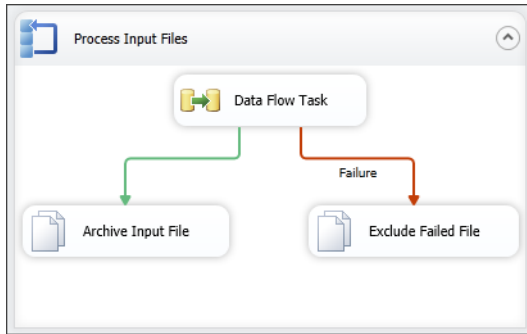 Process Input Files
Data Flow Task
Failure
Archive Input File
Exclude Failed File